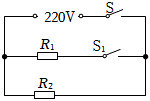 220V S
R₁ S₁
R₂